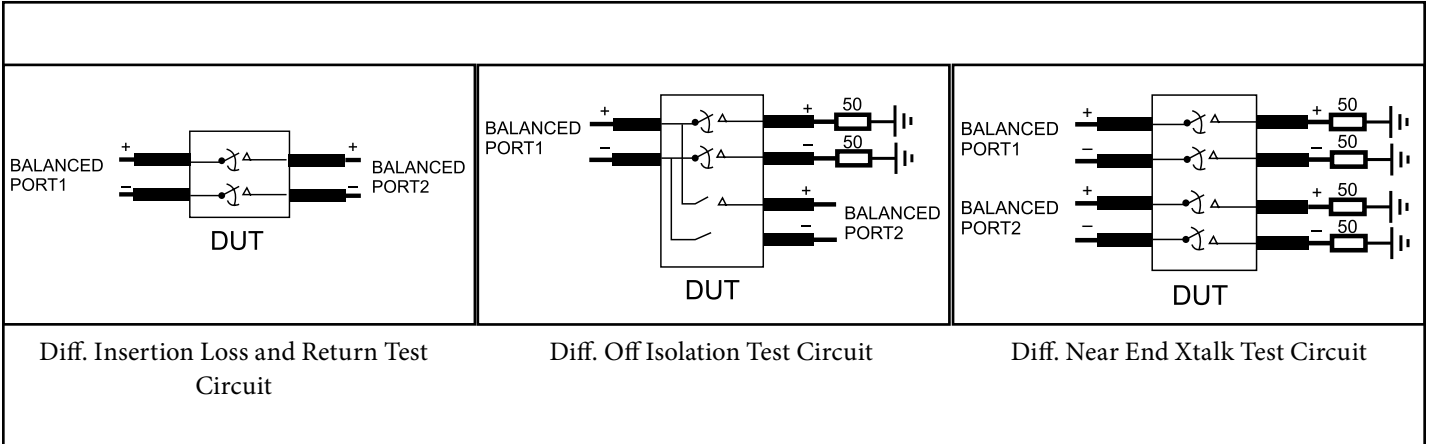 BALANCED
PORT1
+
−
+
−
BALANCED
PORT2
DUT
BALANCED
PORT1
+
−
+
50
−
50
+
−
BALANCED
PORT2
DUT
BALANCED
PORT1
+
−
BALANCED
PORT2
+
−
+
50
−
50
+
50
−
50
DUT
Diff. Insertion Loss and Return Test
Circuit
Diff. Off Isolation Test Circuit
Diff. Near End Xtalk Test Circuit